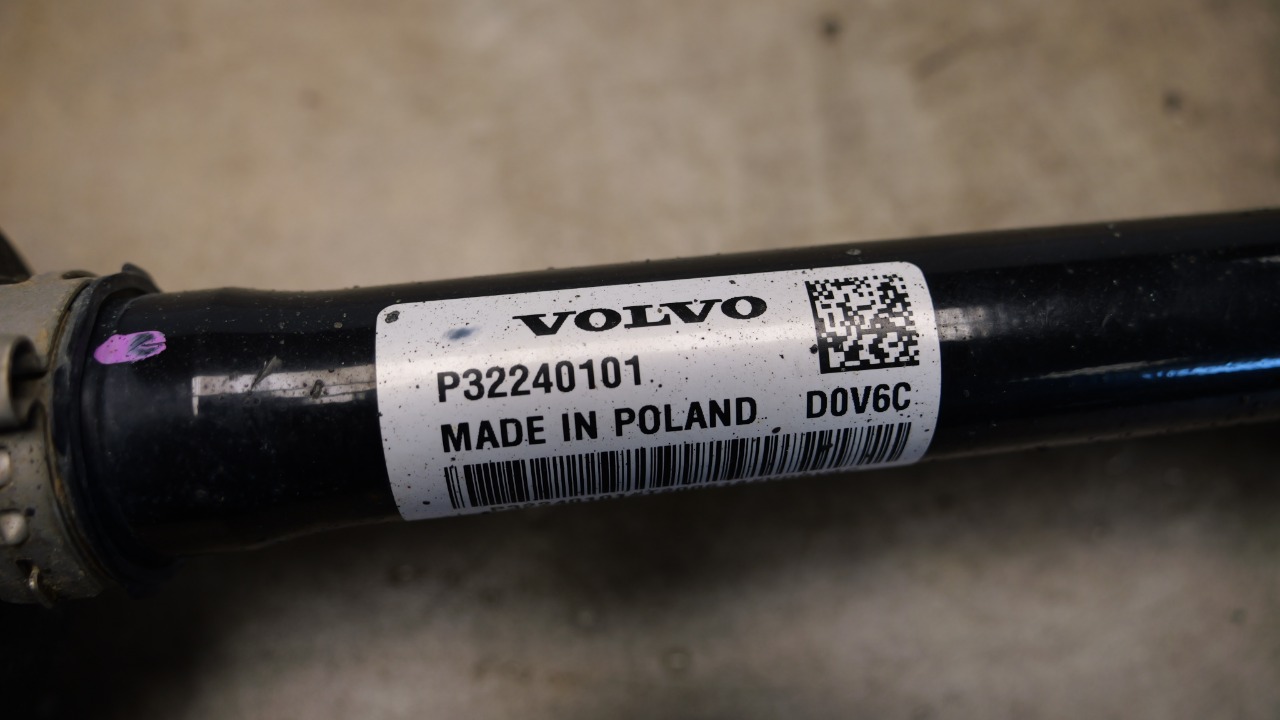 VOLVO
P32240101
MADE IN POLAND
D0V6C